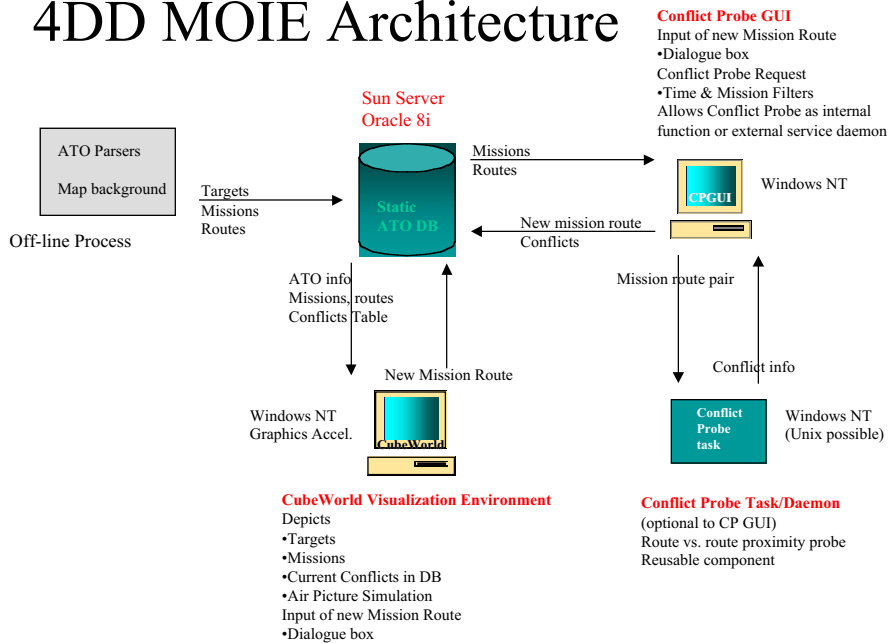 4DD MOIE Architecture
Conflict Probe GUI
Input of new Mission Route
•Dialogue box
Conflict Probe Request
•Time & Mission Filters
Allows Conflict Probe as internal
function or external service daemon
Sun Server
Oracle 8i
ATO Parsers
Map background
Off-line Process
Targets
Missions
Routes
Static
ATO DB
Missions
Routes
New mission route
Conflicts
CPGUI
Windows NT
ATO info
Missions, routes
Conflicts Table
New Mission Route
Mission route pair
Conflict info
Windows NT
Graphics Accel.
CubeWorld
Conflict
Probe
task
Windows NT
(Unix possible)
CubeWorld Visualization Environment
Depicts
•Targets
•Missions
•Current Conflicts in DB
•Air Picture Simulation
Input of new Mission Route
•Dialogue box
Conflict Probe Task/Daemon
(optional to CP GUI)
Route vs. route proximity probe
Reusable component